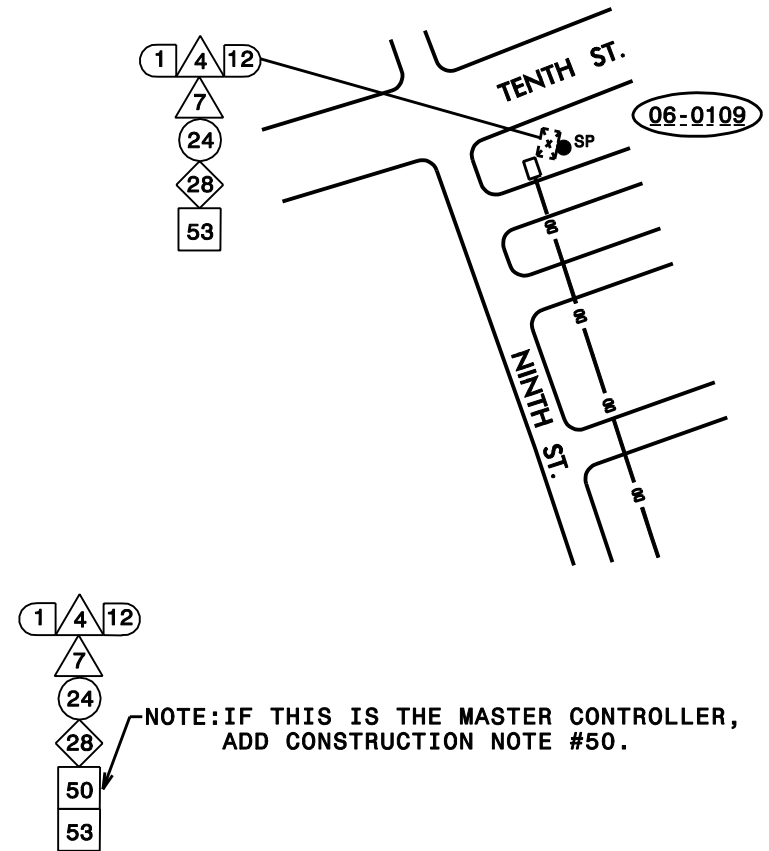 1 4 12
7
24
28
53
TENTH ST.
06-0109
SP
NINTH ST.
1 4 12
7
24
28
50
53
NOTE:IF THIS IS THE MASTER CONTROLLER,
ADD CONSTRUCTION NOTE #50.